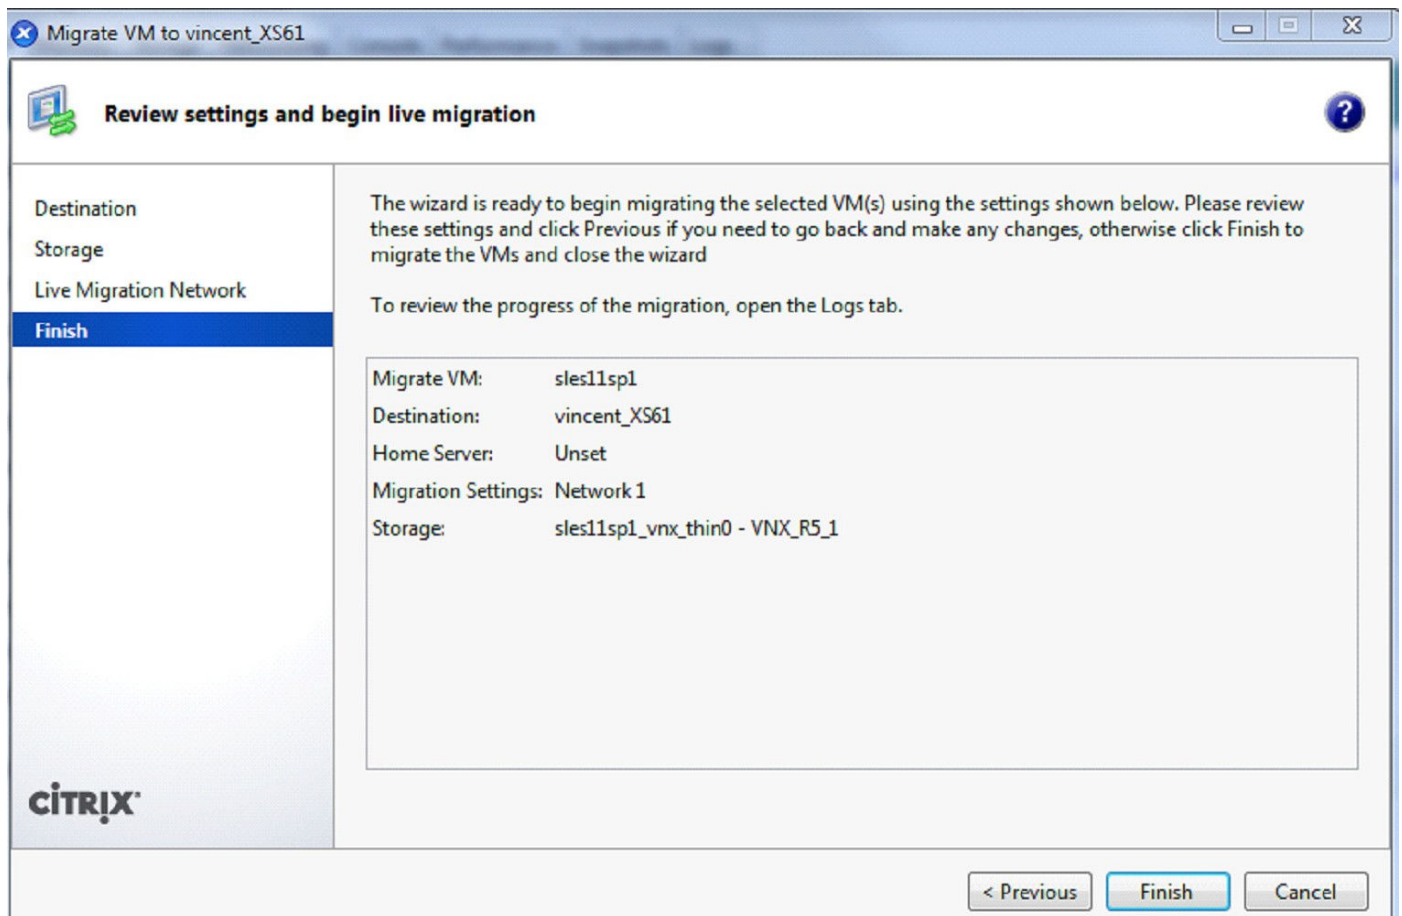 Migrate VM to vincent_XS61
Review settings and begin live migration
Destination
Storage
Live Migration Network
Finish
The wizard is ready to begin migrating the selected VM(s) using the settings shown below. Please review
these settings and click Previous if you need to go back and make any changes, otherwise click Finish to
migrate the VMs and close the wizard
To review the progress of the migration, open the Logs tab.
Migrate VM: sles11sp1
Destination: vincent_XS61
Home Server: Unset
Migration Settings: Network 1
Storage: sles11sp1_vnx_thin0 - VNX_R5_1
CITRIX
< Previous
Finish
Cancel